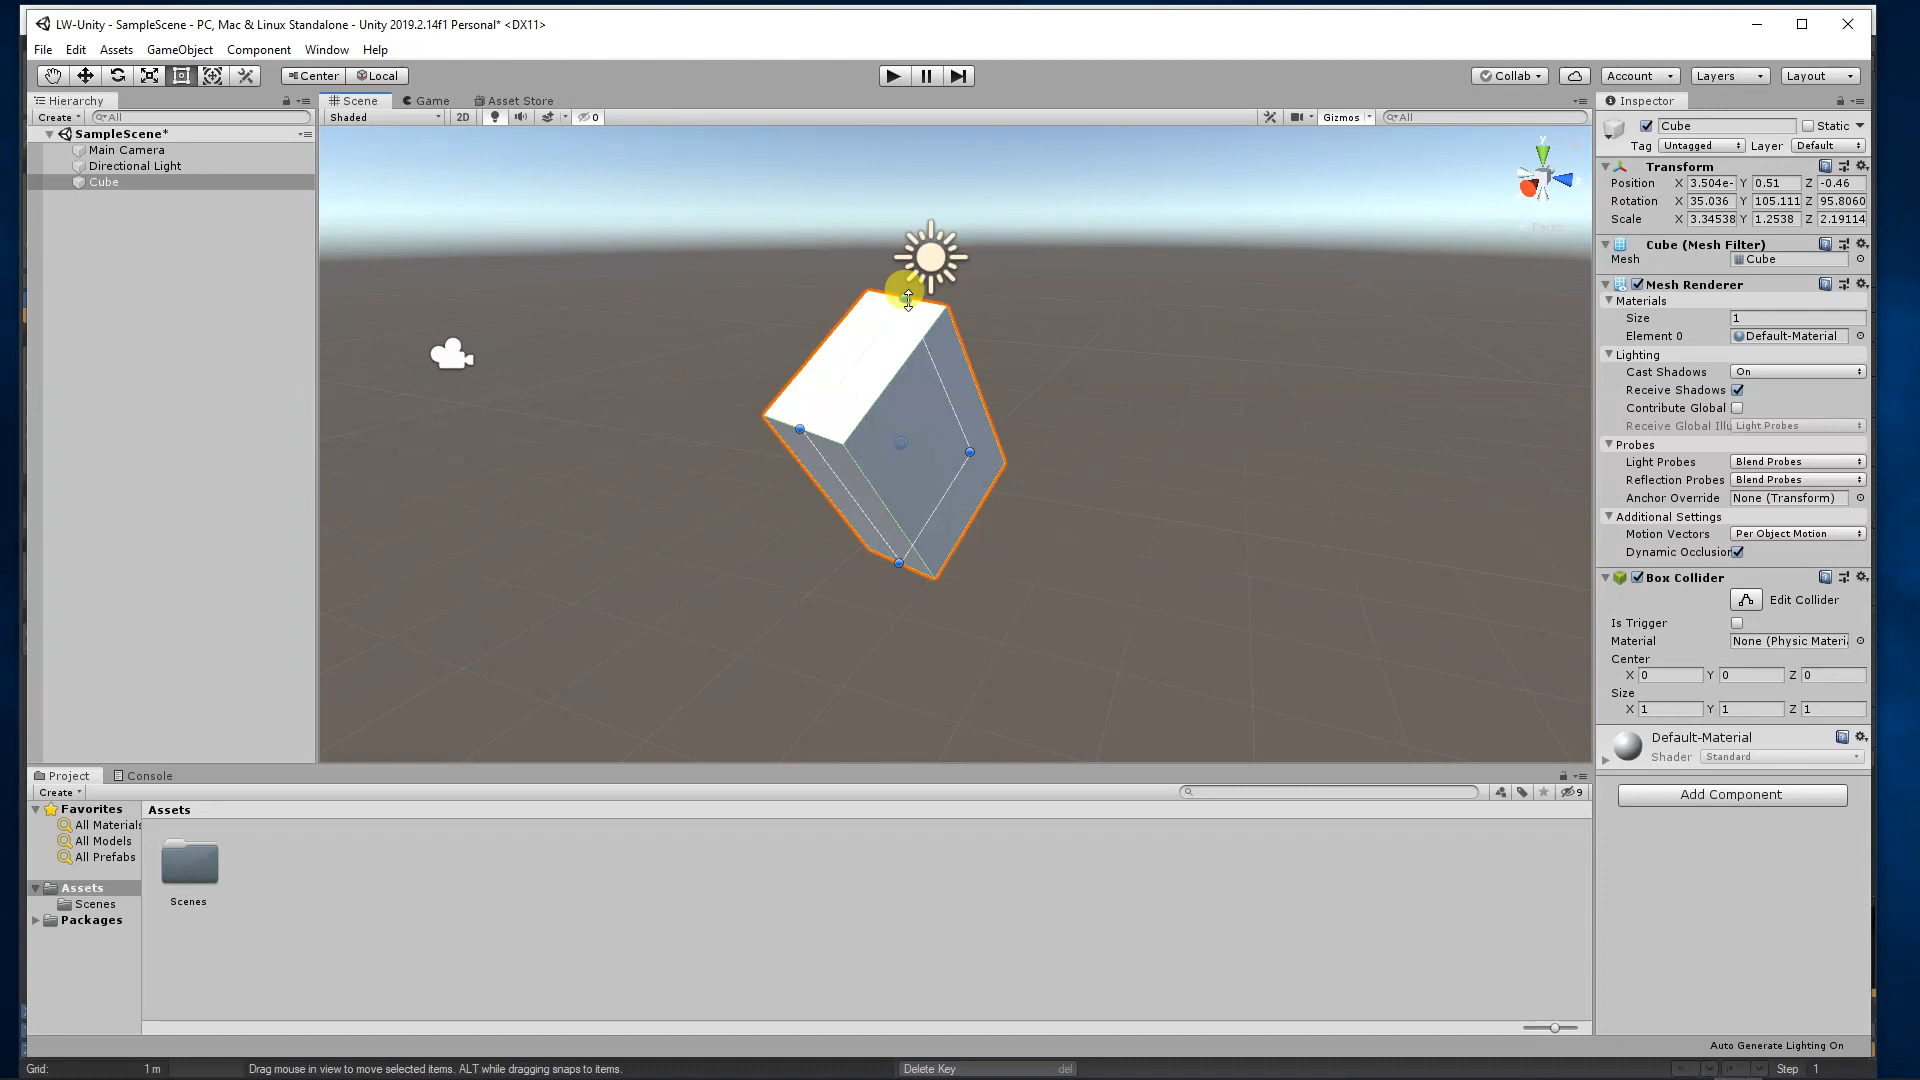 LW-Unity - SampleScene - PC, Mac & Linux Standalone - Unity 2019.2.14f1 Personal* <DX11>
File Edit Assets GameObject Component Window Help
Center Local Collab Account Layers Layout
Hierarchy
Create All
SampleScene*
Main Camera
Directional Light
Cube
Scene Game Asset Store
Shaded 2D 0 Gizmos All
y
Persp
Inspector
Cube Static
Tag Untagged Layer Default
Transform
Position X 3.504e- Y 0.51 Z -0.46
Rotation X 35.036 Y 105.111 Z 95.8060
Scale X 3.34538 Y 1.2538 Z 2.19114
Cube (Mesh Filter)
Mesh Cube
Mesh Renderer
Materials
Size 1
Element 0 Default-Material
Lighting
Cast Shadows On
Receive Shadows
Contribute Global
Receive Global Illu Light Probes
Probes
Light Probes Blend Probes
Reflection Probes Blend Probes
Anchor Override None (Transform)
Additional Settings
Motion Vectors Per Object Motion
Dynamic Occlusion
Box Collider
Edit Collider
Is Trigger
Material None (Physic Materi
Center
X 0 Y 0 Z 0
Size
X 1 Y 1 Z 1
Default-Material
Shader Standard
Add Component
Project Console
Create 9
Favorites
All Materials
All Models
All Prefabs
Assets
Scenes
Packages
Assets
Scenes
Auto Generate Lighting On
Grid: 1 m Drag mouse in view to move selected items. ALT while dragging snaps to items. Delete Key del Step 1